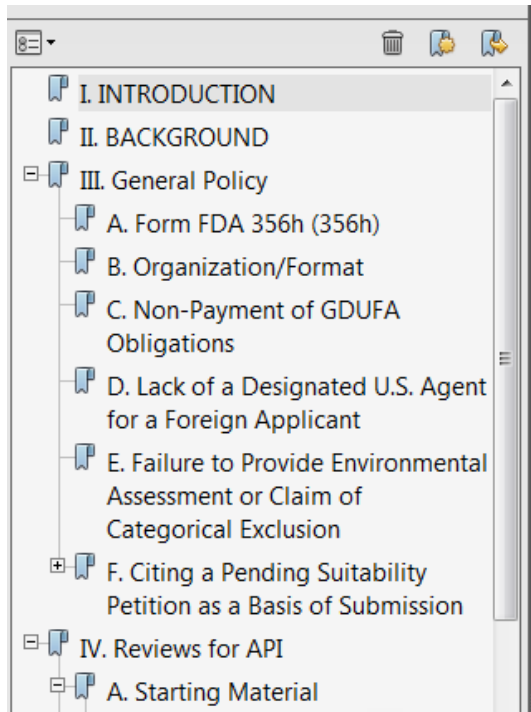 I. INTRODUCTION
II. BACKGROUND
III. General Policy
A. Form FDA 356h (356h)
B. Organization/Format
C. Non-Payment of GDUFA
Obligations
D. Lack of a Designated U.S. Agent
for a Foreign Applicant
E. Failure to Provide Environmental
Assessment or Claim of
Categorical Exclusion
F. Citing a Pending Suitability
Petition as a Basis of Submission
IV. Reviews for API
A. Starting Material